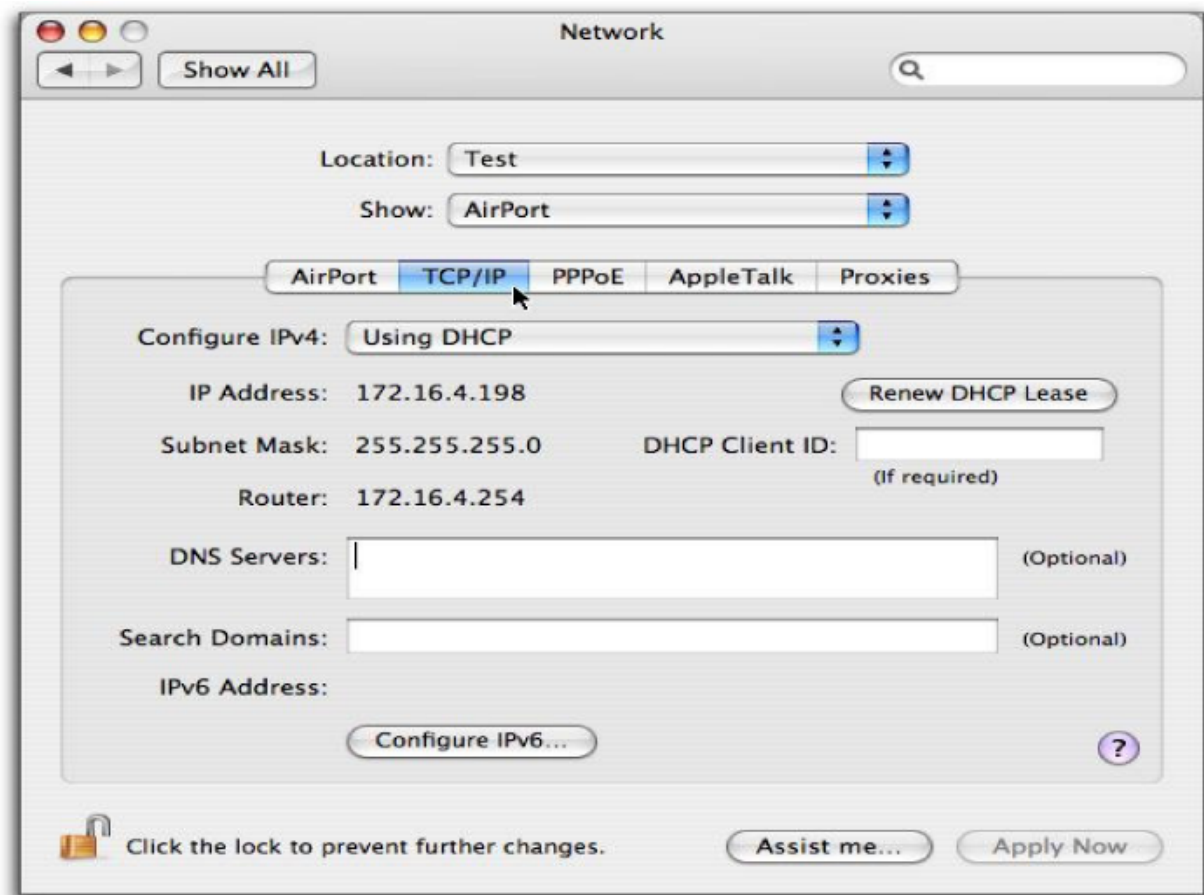 Network
Show All
Location: Test
Show: AirPort
AirPort TCP/IP PPPoE AppleTalk Proxies
Configure IPv4: Using DHCP
IP Address: 172.16.4.198 Renew DHCP Lease
Subnet Mask: 255.255.255.0 DHCP Client ID:
(If required)
Router: 172.16.4.254
DNS Servers: (Optional)
Search Domains: (Optional)
IPv6 Address:
Configure IPv6...
?
Click the lock to prevent further changes. Assist me... Apply Now